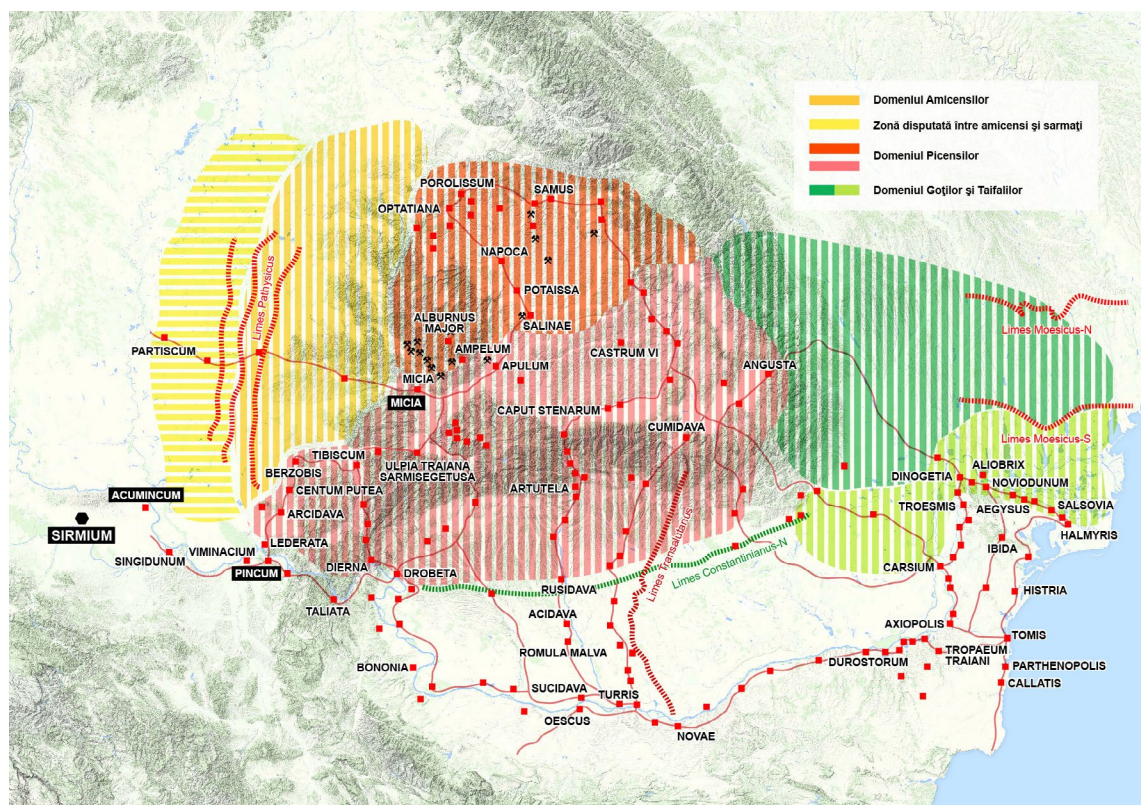 Domeniul Amicensilor
Zonă disputată între amicensi şi sarmaţi
Domeniul Picensilor
Domeniul Goţilor şi Taifalilor
POROLISSUM
SAMUS
OPTATIANA
NAPOCA
Limes Pathysicus
POTAISSA
Limes Moesicus-N
ALBURNUS
MAJOR
SALINAE
PARTISCUM
AMPELUM
CASTRUM VI
APULUM
ANGUSTA
MICIA
MICIA
CAPUT STENARUM
CUMIDAVA
Limes Moesicus-S
TIBISCUM
BERZOBIS
ULPIA TRAIANA
SARMISEGETUSA
CENTUM PUTEA
ARTUTELA
DINOGETIA
ALIOBRIX
NOVIODUNUM
ACUMINCUM
ARCIDAVA
TROESMIS
AEGYSUS
SALSOVIA
SIRMIUM
HALMYRIS
LEDERATA
Limes Transalutanus
Limes Constantinianus-N
IBIDA
VIMINACIUM
SINGIDUNUM
PINCUM
DIERNA
DROBETA
CARSIUM
RUSIDAVA
HISTRIA
TALIATA
ACIDAVA
AXIOPOLIS
TOMIS
ROMULA MALVA
TROPAEUM
TRAIANI
BONONIA
DUROSTORUM
PARTHENOPOLIS
SUCIDAVA
TURRIS
CALLATIS
OESCUS
NOVAE